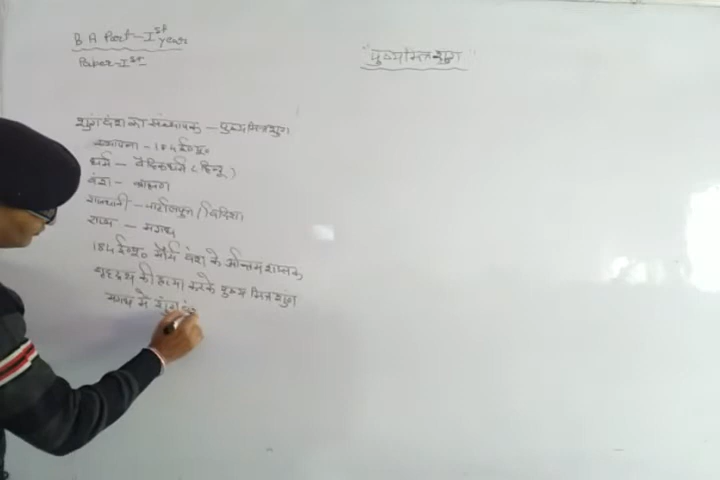 B A Part-Ist year
Paper-Ist
"पुष्यमित्र शुंग"
शुंग वंश का संस्थापक - पुष्यमित्र शुंग
स्थापना - 184 ई०पू०
धर्म - वैदिक धर्म (हिन्दू)
वंश - ब्राह्मण
राजधानी - पाटलिपुत्र / विदिशा
राज्य - मगध
184 ई०पू० मौर्य वंश के अन्तिम शासक
बृहद्रथ की हत्या करके पुष्यमित्र शुंग
मगध मे शुंग